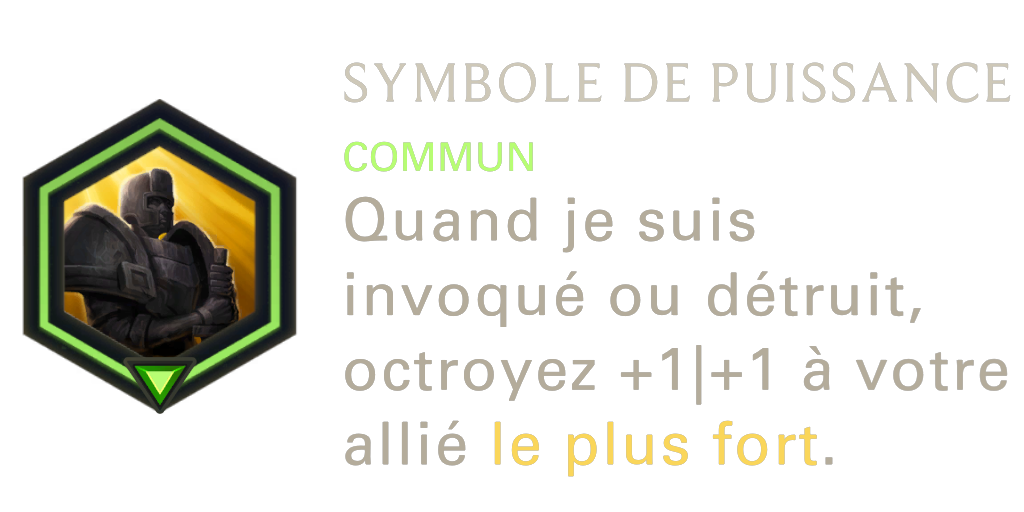 SYMBOLE DE PUISSANCE
COMMUN
Quand je suis
invoqué ou détruit,
octroyez +1|+1 à votre
allié le plus fort.